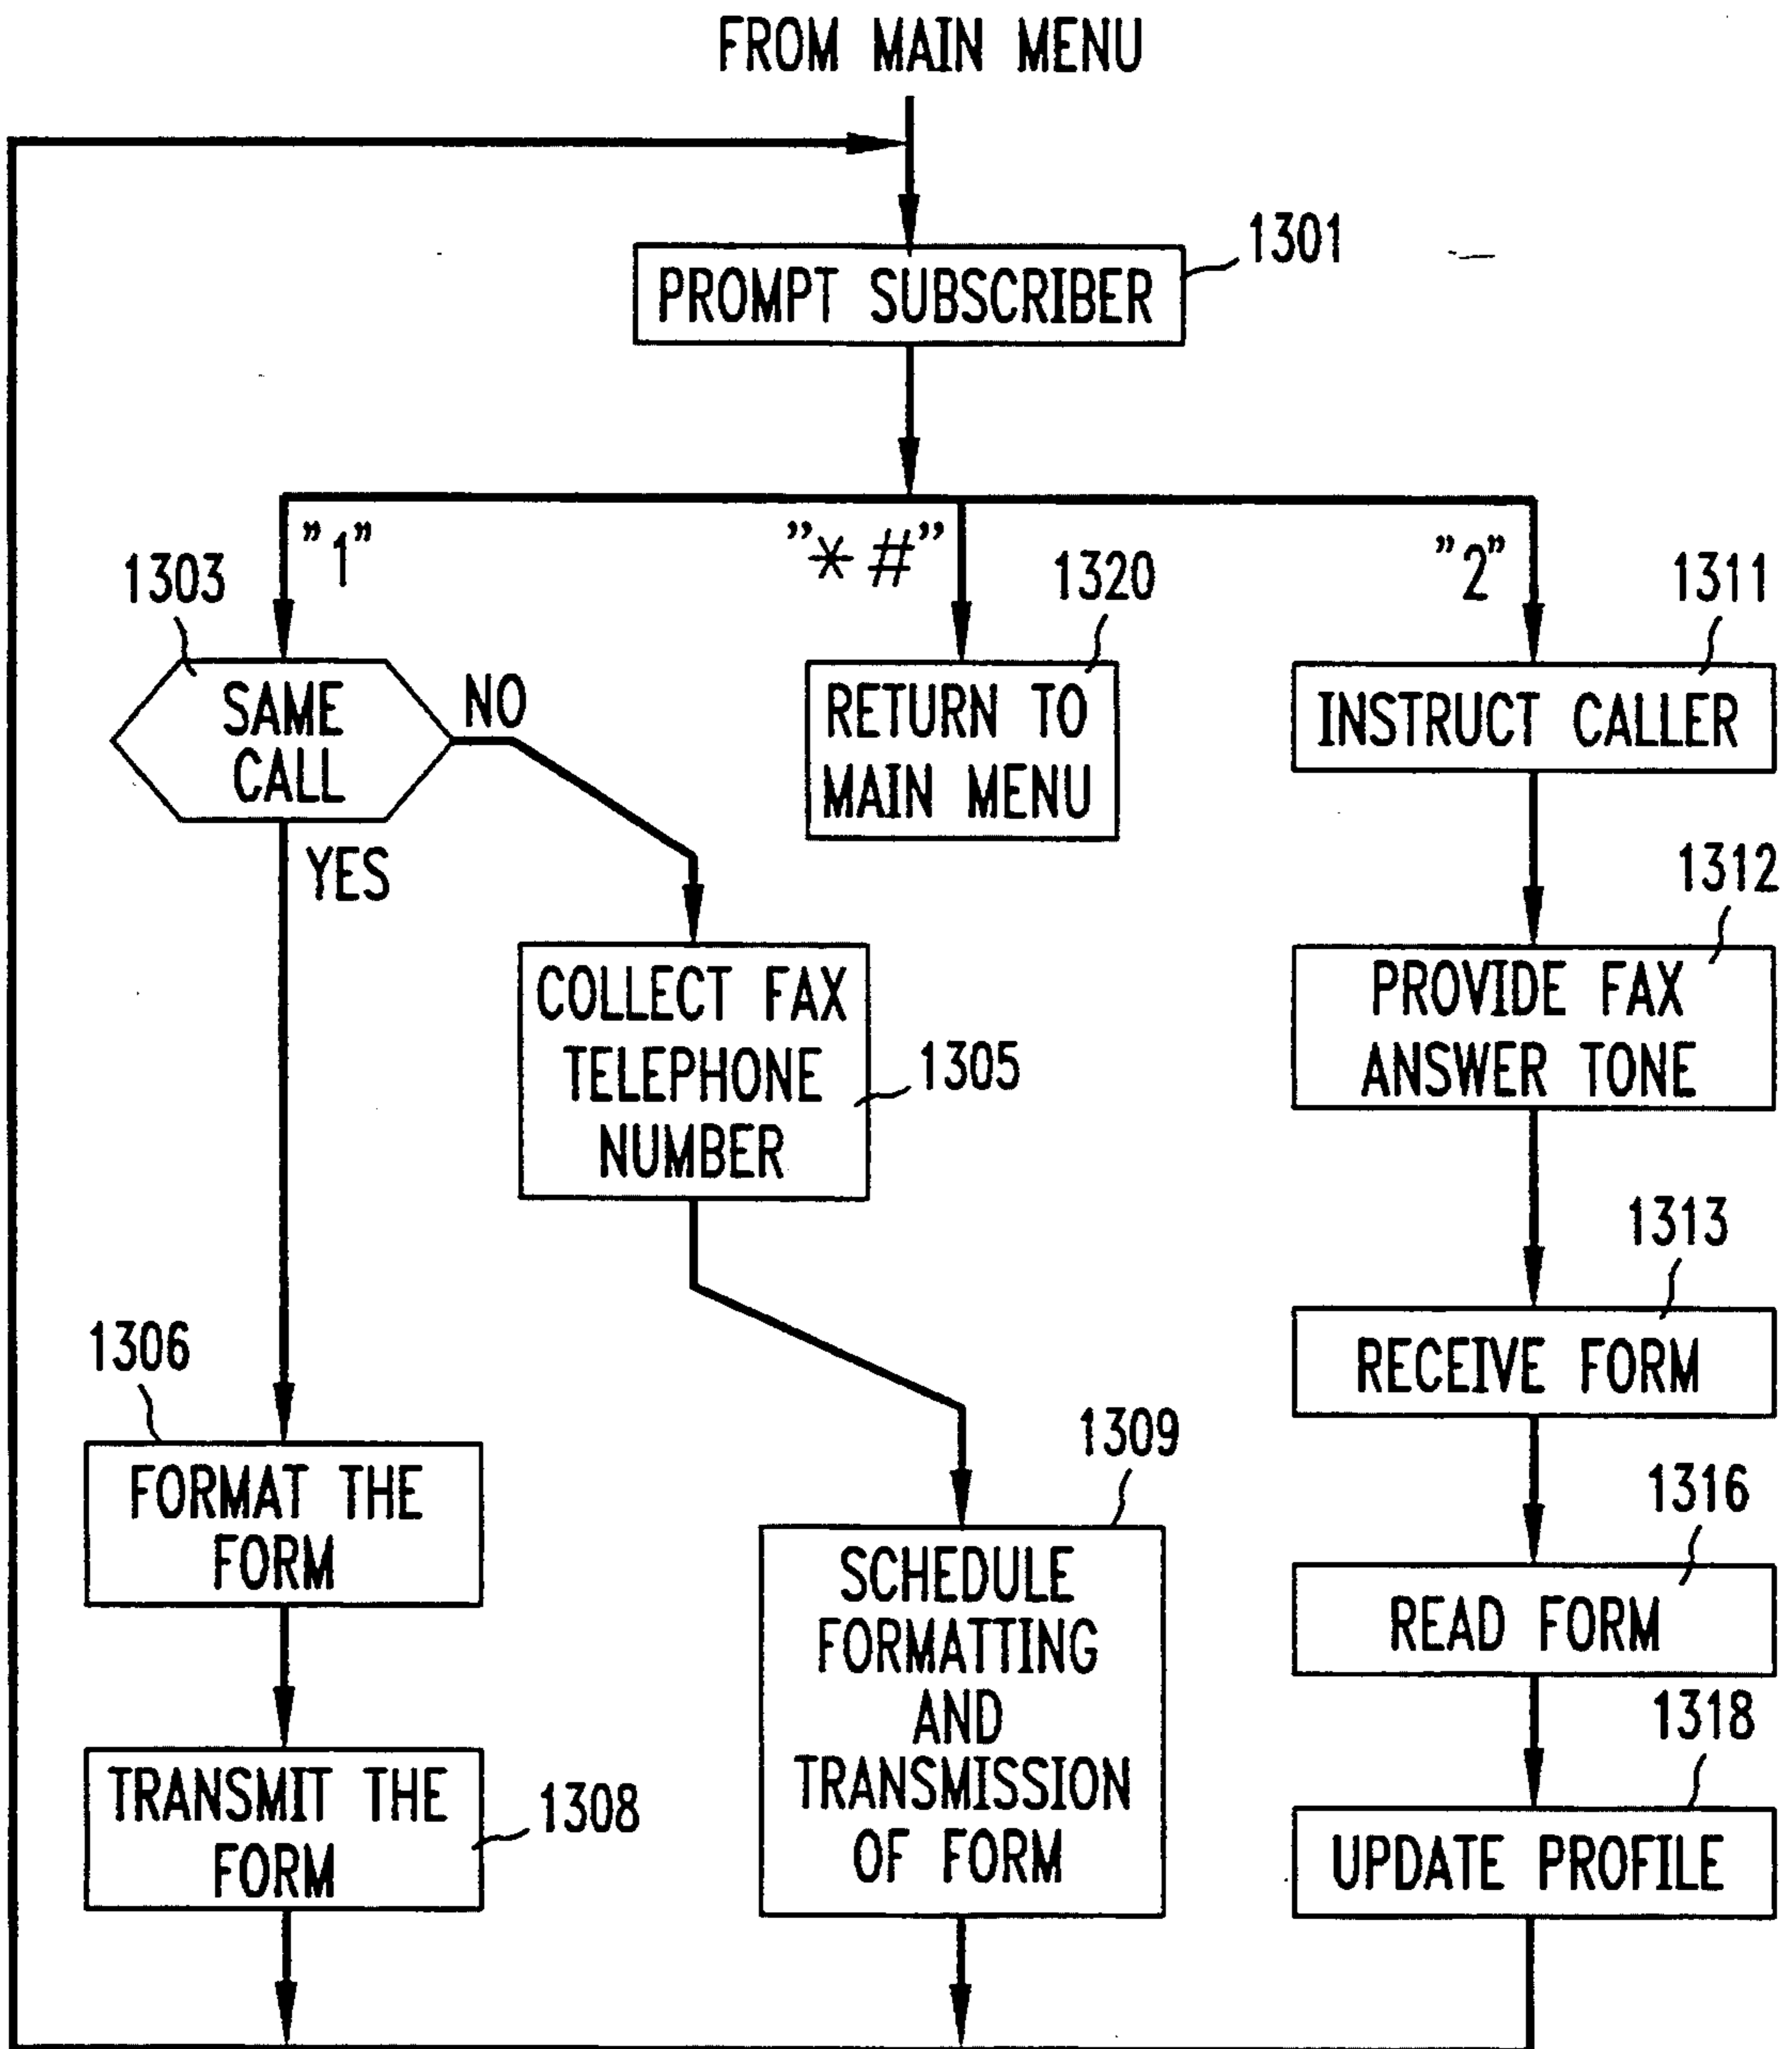 FROM MAIN MENU
1301
PROMPT SUBSCRIBER
"1"
"*#"
"2"
1303
1320
1311
SAME
CALL
NO
YES
RETURN TO
MAIN MENU
INSTRUCT CALLER
1312
COLLECT FAX
TELEPHONE
NUMBER
1305
PROVIDE FAX
ANSWER TONE
1313
RECEIVE FORM
1306
FORMAT THE
FORM
1309
SCHEDULE
FORMATTING
AND
TRANSMISSION
OF FORM
1316
READ FORM
1318
TRANSMIT THE
FORM
1308
UPDATE PROFILE